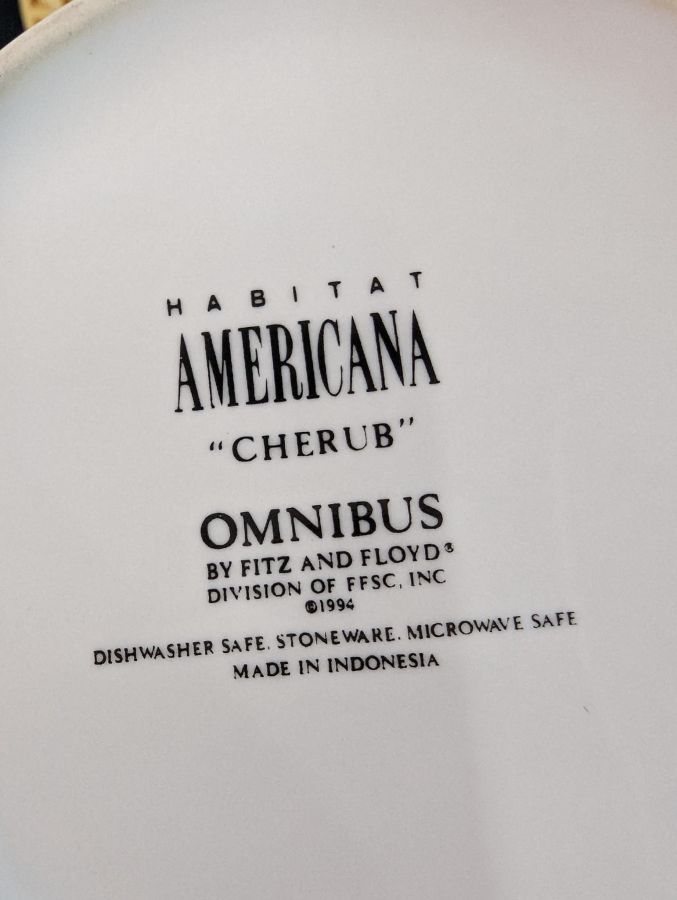 HABITAT
AMERICANA
“CHERUB”
OMNIBUS
BY FITZ AND FLOYD®
DIVISION OF FFSC, INC
©1994
DISHWASHER SAFE. STONEWARE. MICROWAVE SAFE
MADE IN INDONESIA